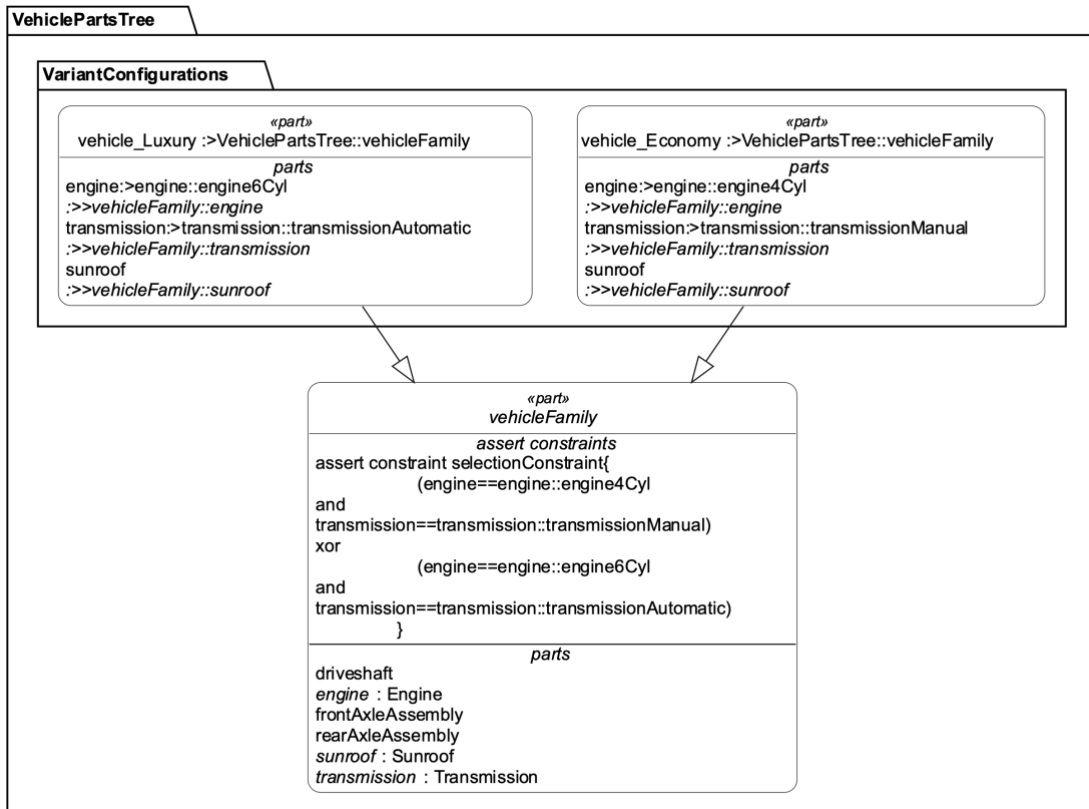 VehiclePartsTree
VariantConfigurations
«part»
vehicle_Luxury :>VehiclePartsTree::vehicleFamily
parts
engine:>engine::engine6Cyl
:>>vehicleFamily::engine
transmission:>transmission::transmissionAutomatic
:>>vehicleFamily::transmission
sunroof
:>>vehicleFamily::sunroof
«part»
vehicle_Economy :>VehiclePartsTree::vehicleFamily
parts
engine:>engine::engine4Cyl
:>>vehicleFamily::engine
transmission:>transmission::transmissionManual
:>>vehicleFamily::transmission
sunroof
:>>vehicleFamily::sunroof
«part»
vehicleFamily
assert constraints
assert constraint selectionConstraint{
(engine==engine::engine4Cyl
and
transmission==transmission::transmissionManual)
xor
(engine==engine::engine6Cyl
and
transmission==transmission::transmissionAutomatic)
}
parts
driveshaft
engine : Engine
frontAxleAssembly
rearAxleAssembly
sunroof : Sunroof
transmission : Transmission